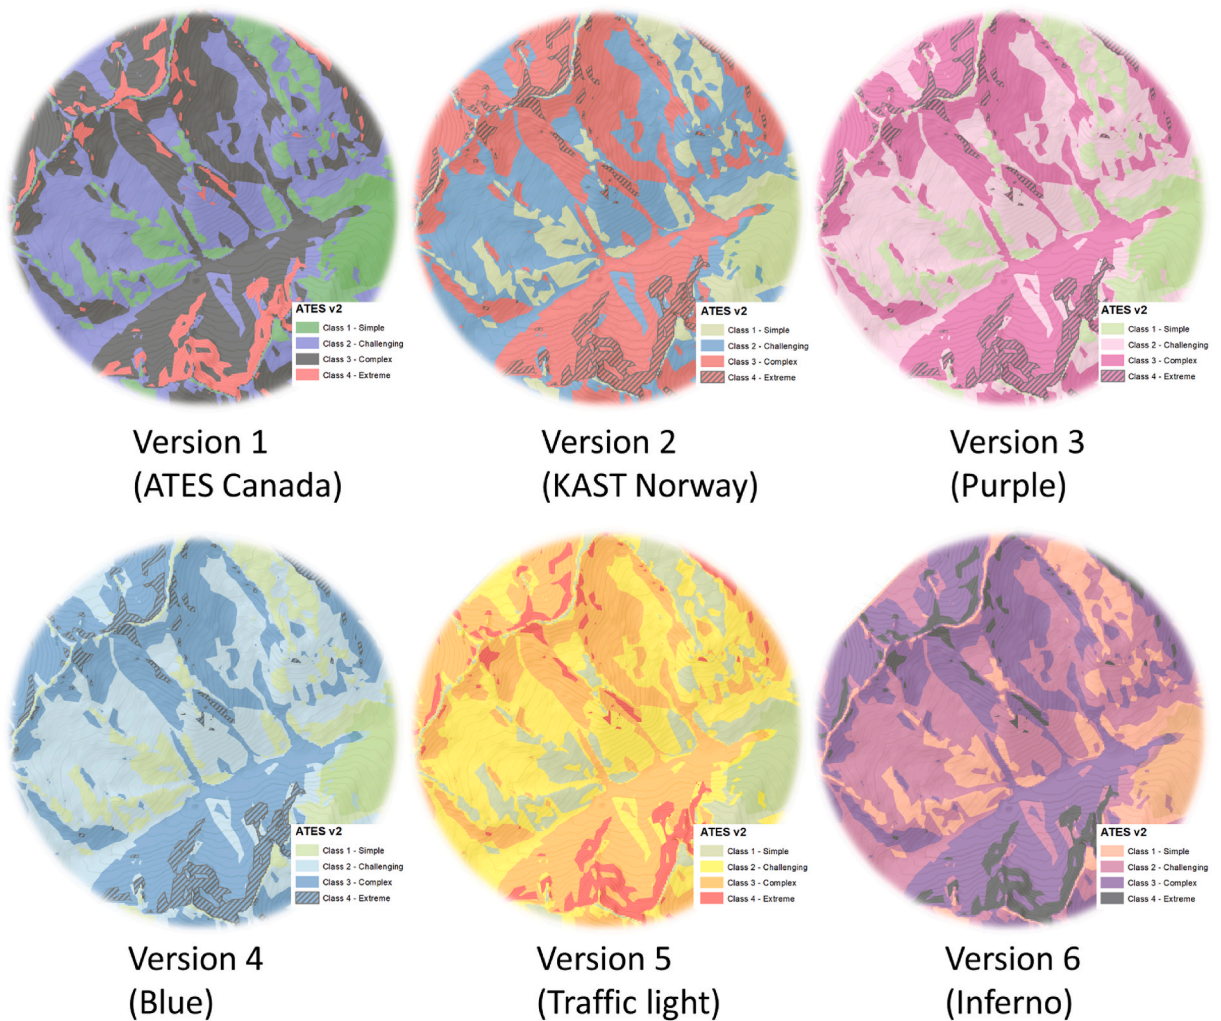 ATES v2
Class 1 - Simple
Class 2 - Challenging
Class 3 - Complex
Class 4 - Extreme
Version 1
(ATES Canada)
ATES v2
Class 1 - Simple
Class 2 - Challenging
Class 3 - Complex
Class 4 - Extreme
Version 2
(KAST Norway)
ATES v2
Class 1 - Simple
Class 2 - Challenging
Class 3 - Complex
Class 4 - Extreme
Version 3
(Purple)
ATES v2
Class 1 - Simple
Class 2 - Challenging
Class 3 - Complex
Class 4 - Extreme
Version 4
(Blue)
ATES v2
Class 1 - Simple
Class 2 - Challenging
Class 3 - Complex
Class 4 - Extreme
Version 5
(Traffic light)
ATES v2
Class 1 - Simple
Class 2 - Challenging
Class 3 - Complex
Class 4 - Extreme
Version 6
(Inferno)